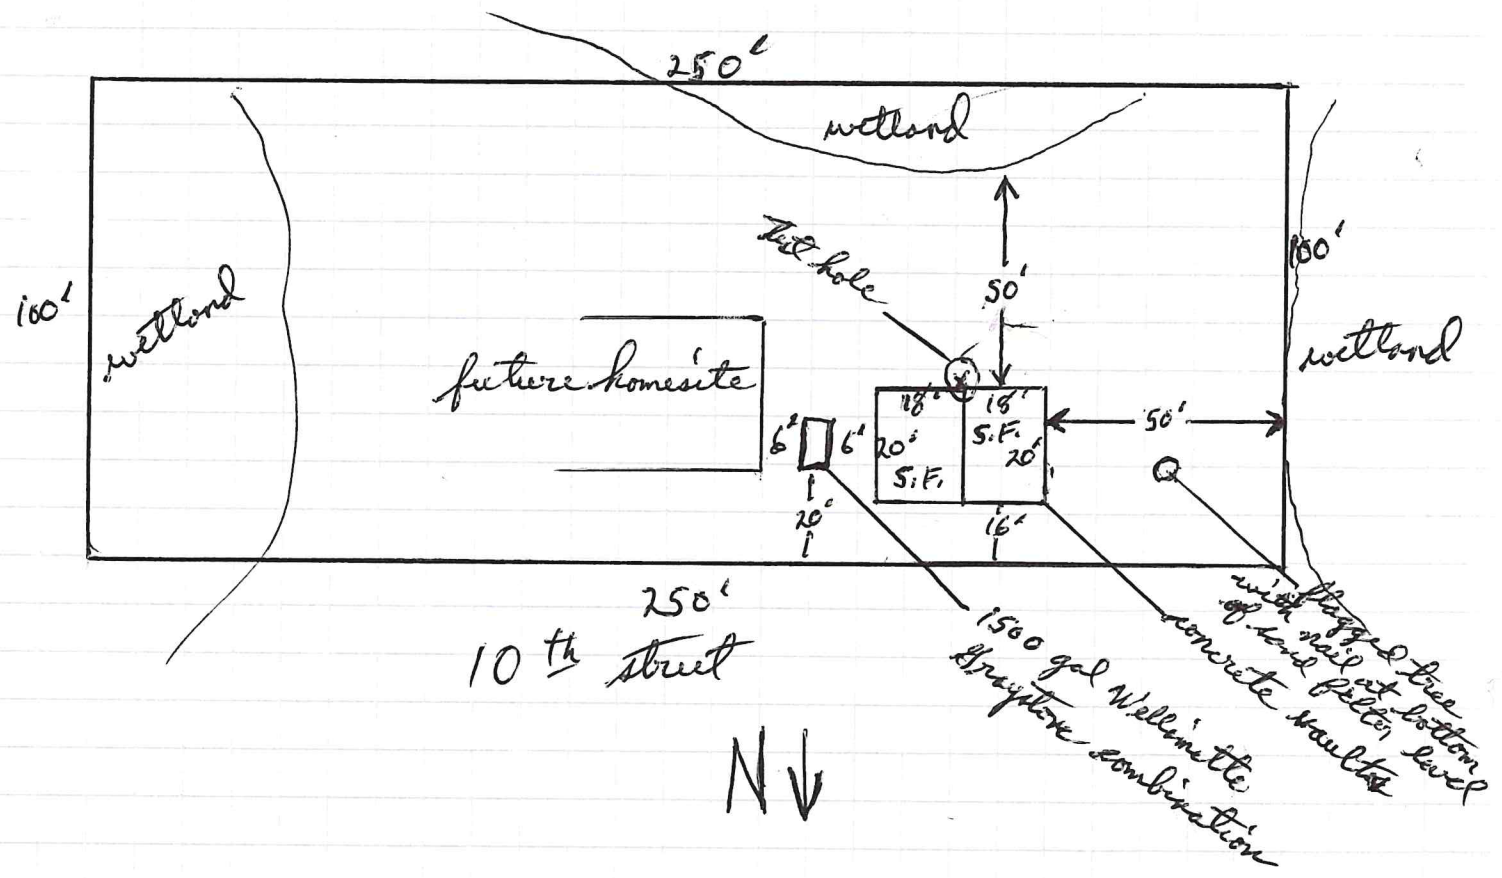 250'
wetland
Test hole
100'
50'
100'
wetland
wetland
future homesite
18' 18'
S.F.
50'
6' 6'
20'
20'
S.F.
20'
16'
250'
10th street
1500 gal Wellimette
Graystone combination
concrete vaults
flagged tree
with nail at bottom
of sand filter level
N